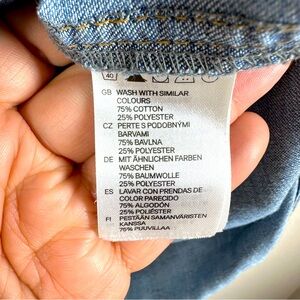 40
GB WASH WITH SIMILAR
COLOURS
75% COTTON
25% POLYESTER
CZ PERTE S PODOBNÝMI
BARVAMI
75% BAVLNA
25% POLYESTER
DE MIT ÄHNLICHEN FARBEN
WASCHEN
75% BAUMWOLLE
25% POLYESTER
ES LAVAR CON PRENDAS DE
COLOR PARECIDO
75% ALGODÓN
25% POLIÉSTER
FI PESTÄÄN SAMANVÄRISTEN
KANSSA
75% PUUVILLAA